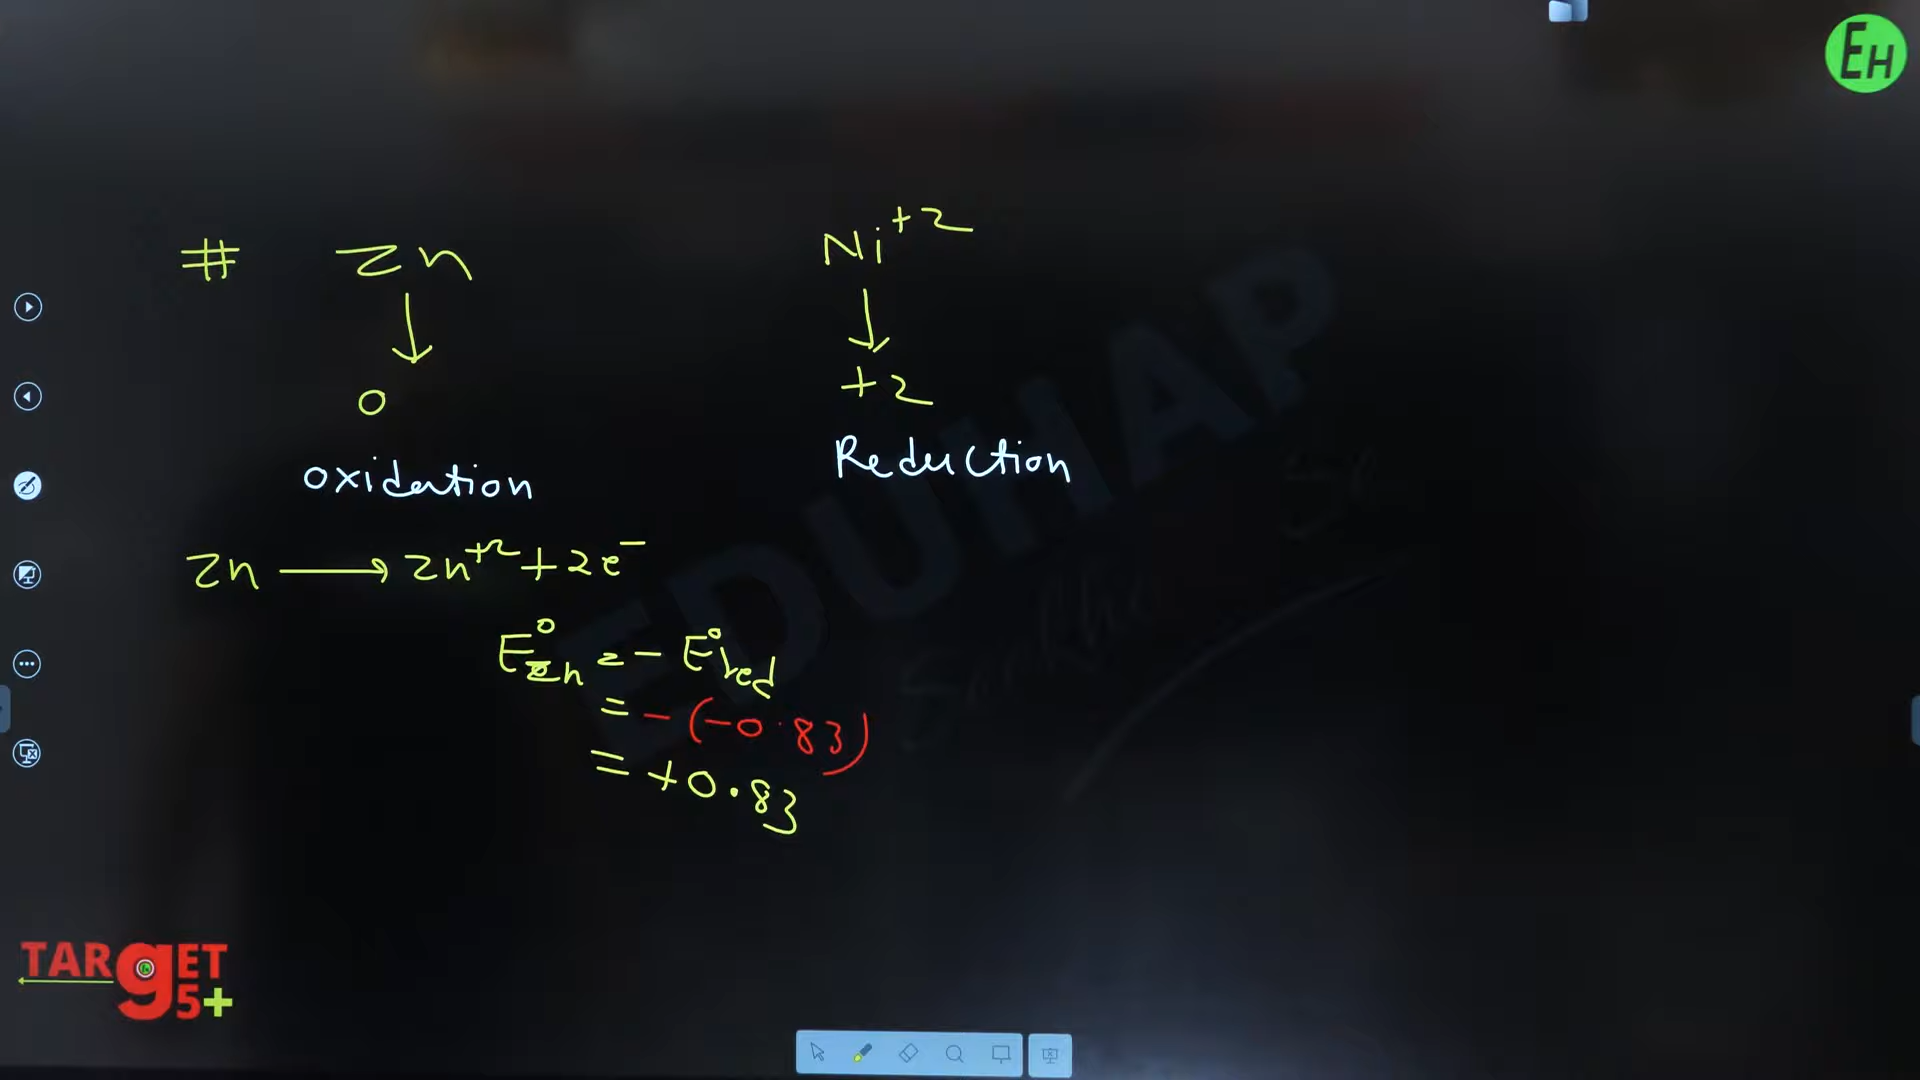 EH
# Zn Ni+2
↓ ↓
0 +2
oxidation Reduction
Zn ⟶ Zn+2 + 2e⁻
E°Zn = - E°red
= - (-0.83)
= +0.83
EDUHAP
TARgET
5+